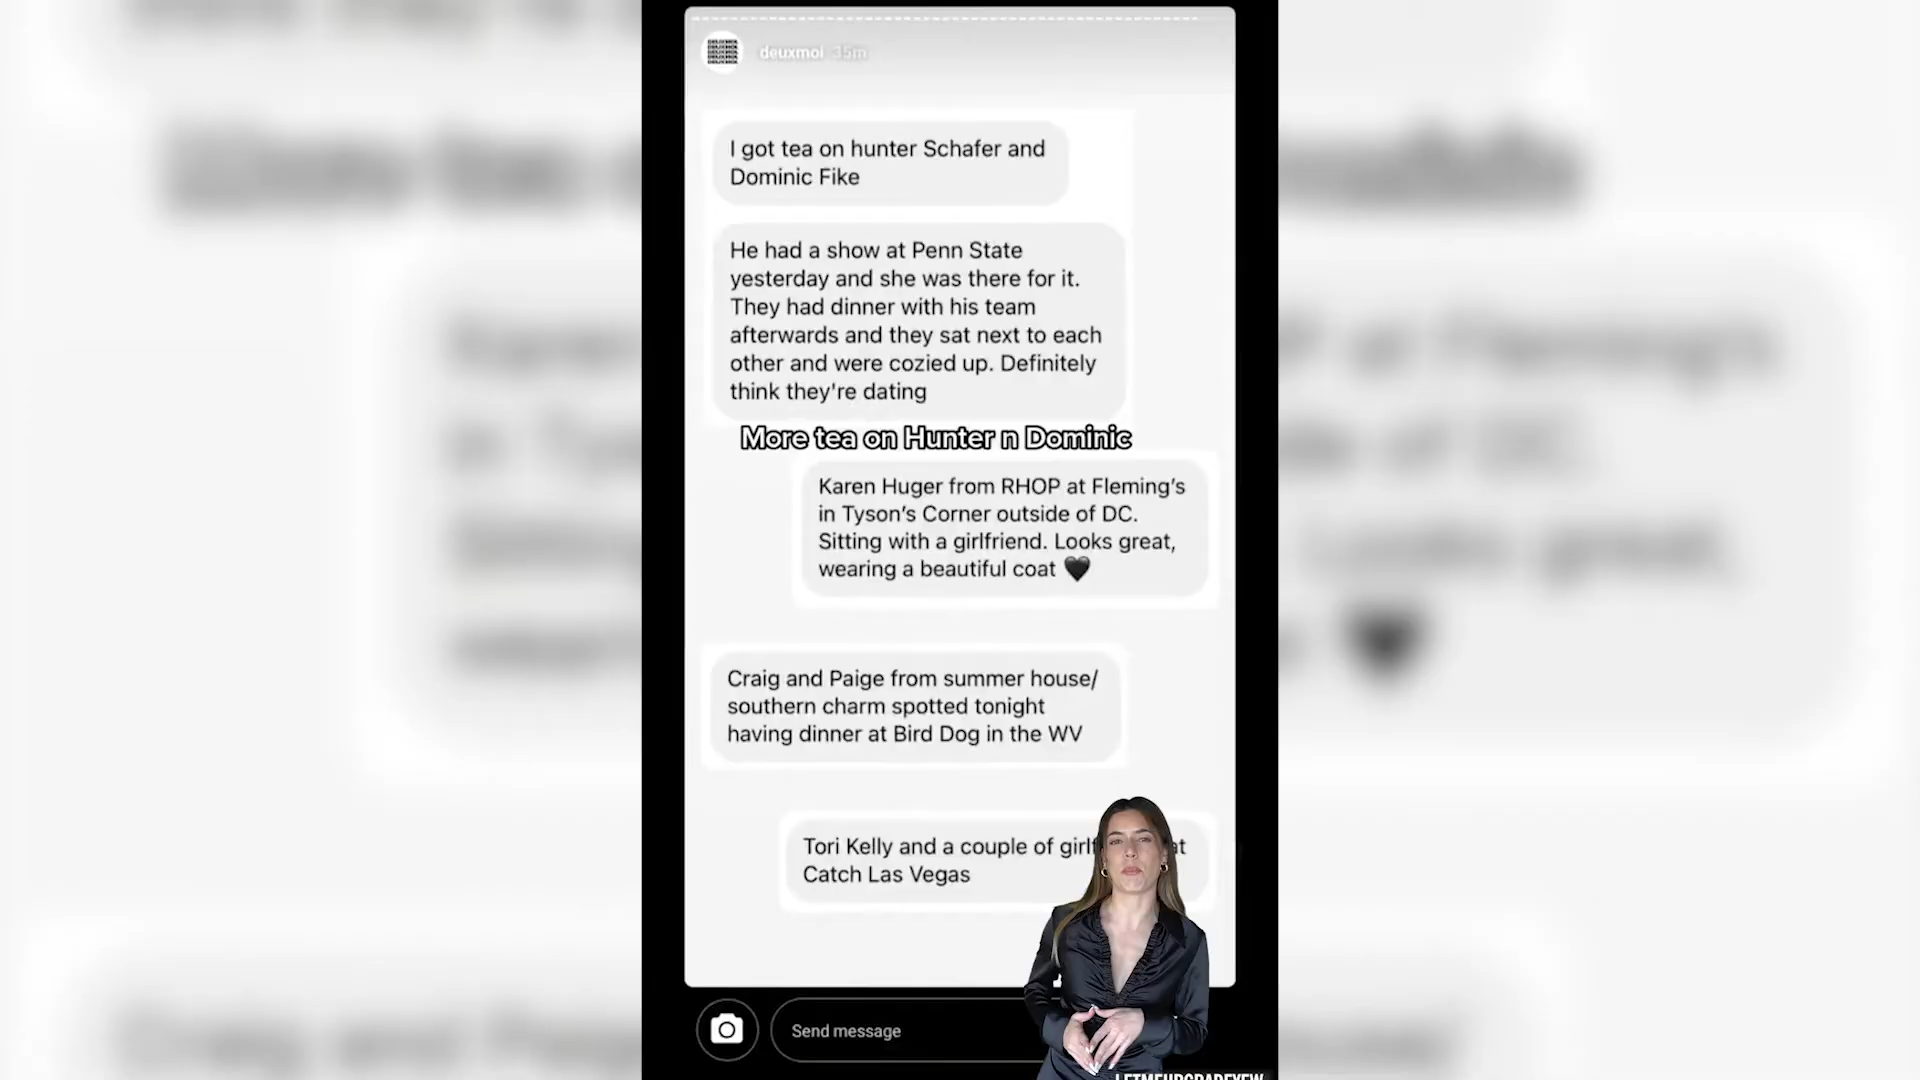 deuxmoi 35m
I got tea on hunter Schafer and
Dominic Fike
He had a show at Penn State
yesterday and she was there for it.
They had dinner with his team
afterwards and they sat next to each
other and were cozied up. Definitely
think they're dating
More tea on Hunter n Dominic
Karen Huger from RHOP at Fleming's
in Tyson's Corner outside of DC.
Sitting with a girlfriend. Looks great,
wearing a beautiful coat 🖤
Craig and Paige from summer house/
southern charm spotted tonight
having dinner at Bird Dog in the WV
Tori Kelly and a couple of at
Catch Las Vegas
Send message